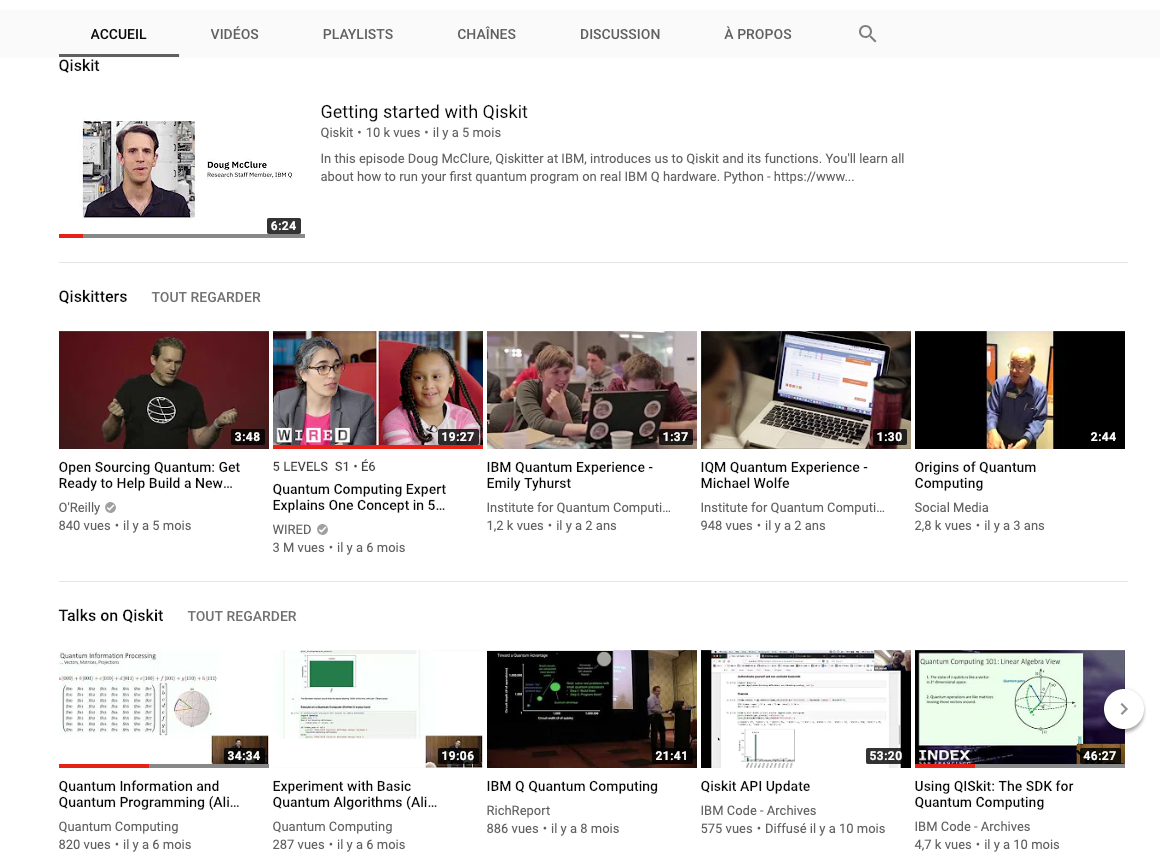 ACCUEIL VIDÉOS PLAYLISTS CHAÎNES DISCUSSION À PROPOS
Qiskit
Getting started with Qiskit
Qiskit • 10 k vues • il y a 5 mois
Doug McClure
Research Staff Member, IBM Q
In this episode Doug McClure, Qiskitter at IBM, introduces us to Qiskit and its functions. You'll learn all
about how to run your first quantum program on real IBM Q hardware. Python - https://www...
6:24
Qiskitters TOUT REGARDER
WIRED
3:48 19:27 1:37 1:30 2:44
Open Sourcing Quantum: Get
Ready to Help Build a New…
O'Reilly
840 vues • il y a 5 mois
5 LEVELS S1 • É6
Quantum Computing Expert
Explains One Concept in 5…
WIRED
3 M vues • il y a 6 mois
IBM Quantum Experience -
Emily Tyhurst
Institute for Quantum Computi…
1,2 k vues • il y a 2 ans
IQM Quantum Experience -
Michael Wolfe
Institute for Quantum Computi…
948 vues • il y a 2 ans
Origins of Quantum
Computing
Social Media
2,8 k vues • il y a 3 ans
Talks on Qiskit TOUT REGARDER
Quantum Information Processing
... Vectors, Matrices, Projections
34:34
Quantum Information and
Quantum Programming (Ali…
Quantum Computing
820 vues • il y a 6 mois
19:06
Experiment with Basic
Quantum Algorithms (Ali…
Quantum Computing
287 vues • il y a 6 mois
Toward a Quantum Advantage
21:41
IBM Q Quantum Computing
RichReport
886 vues • il y a 8 mois
53:20
Qiskit API Update
IBM Code - Archives
575 vues • Diffusé il y a 10 mois
Quantum Computing 101: Linear Algebra View
INDEX
46:27
Using QISkit: The SDK for
Quantum Computing
IBM Code - Archives
4,7 k vues • il y a 10 mois